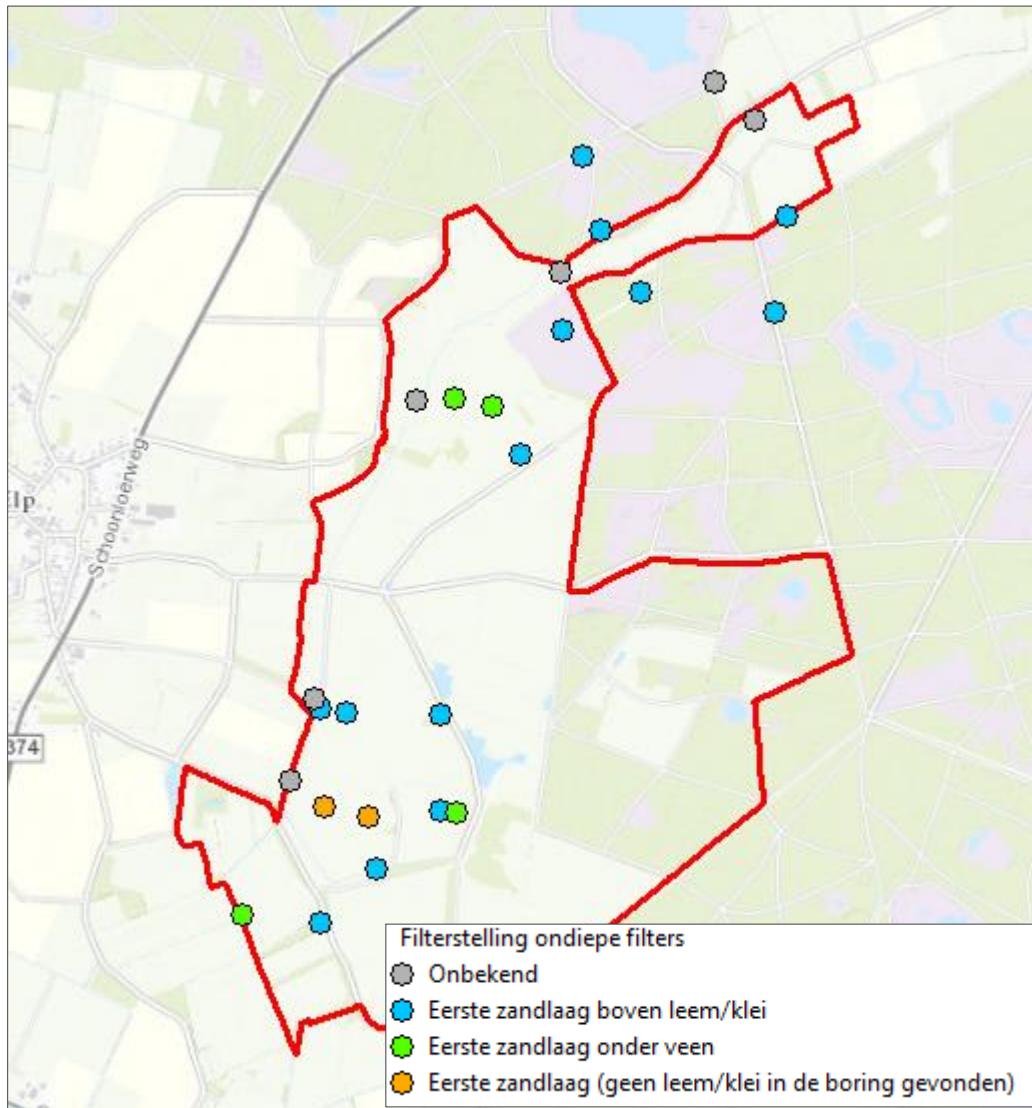 Schoonloerweg
Elp
374
Filterstelling ondiepe filters
Onbekend
Eerste zandlaag boven leem/klei
Eerste zandlaag onder veen
Eerste zandlaag (geen leem/klei in de boring gevonden)